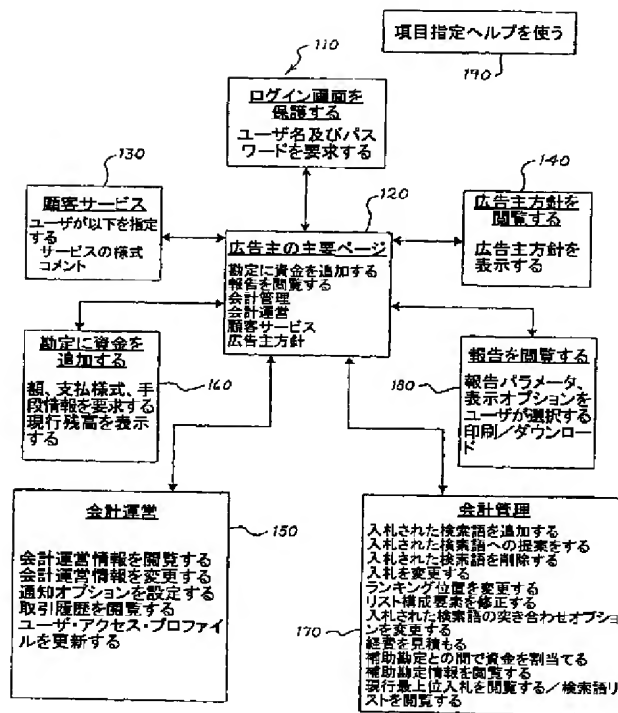 項目指定ヘルプを使う
190
110
ログイン画面を
保護する
ユーザ名及びパス
ワードを要求する
130
顧客サービス
ユーザが以下を指定
する
サービスの様式
コメント
120
広告主の主要ページ
勘定に資金を追加する
報告を閲覧する
会計管理
会計運営
顧客サービス
広告主方針
140
広告主方針を
閲覧する
広告主方針を
表示する
勘定に資金を
追加する
額、支払様式、手
段情報を要求する
現行残高を表示
する
160
報告を閲覧する
報告パラメータ、
表示オプションを
ユーザが選択する
印刷／ダウンロー
ド
180
会計運営
会計運営情報を閲覧する
会計運営情報を変更する
通知オプションを設定する
取引履歴を閲覧する
ユーザ・アクセス・プロファイ
ルを更新する
150
会計管理
入札された検索語を追加する
入札された検索語への提案をする
入札された検索語を削除する
入札を変更する
ランキング位置を変更する
リスト構成要素を修正する
入札された検索語の突き合わせオプショ
ンを変更する
経費を見積もる
補助勘定との間で資金を割当てる
補助勘定情報を閲覧する
現行最上位入札を閲覧する／検索語リ
ストを閲覧する
170